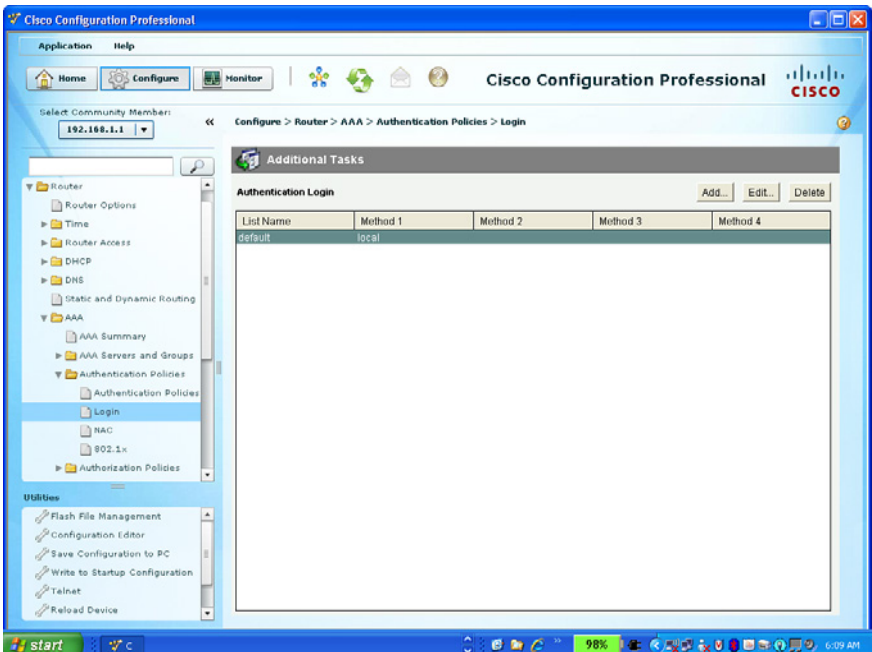 Cisco Configuration Professional
Application Help
Home Configure Monitor Cisco Configuration Professional CISCO
Select Community Member:
192.168.1.1
Configure > Router > AAA > Authentication Policies > Login
Router
Router Options
Time
Router Access
DHCP
DNS
Static and Dynamic Routing
AAA
AAA Summary
AAA Servers and Groups
Authentication Policies
Authentication Policies
Login
NAC
802.1x
Authorization Policies
Utilities
Flash File Management
Configuration Editor
Save Configuration to PC
Write to Startup Configuration
Telnet
Reload Device
Additional Tasks
Authentication Login Add... Edit... Delete
List Name Method 1 Method 2 Method 3 Method 4
default local
start C 98% 6:09 AM